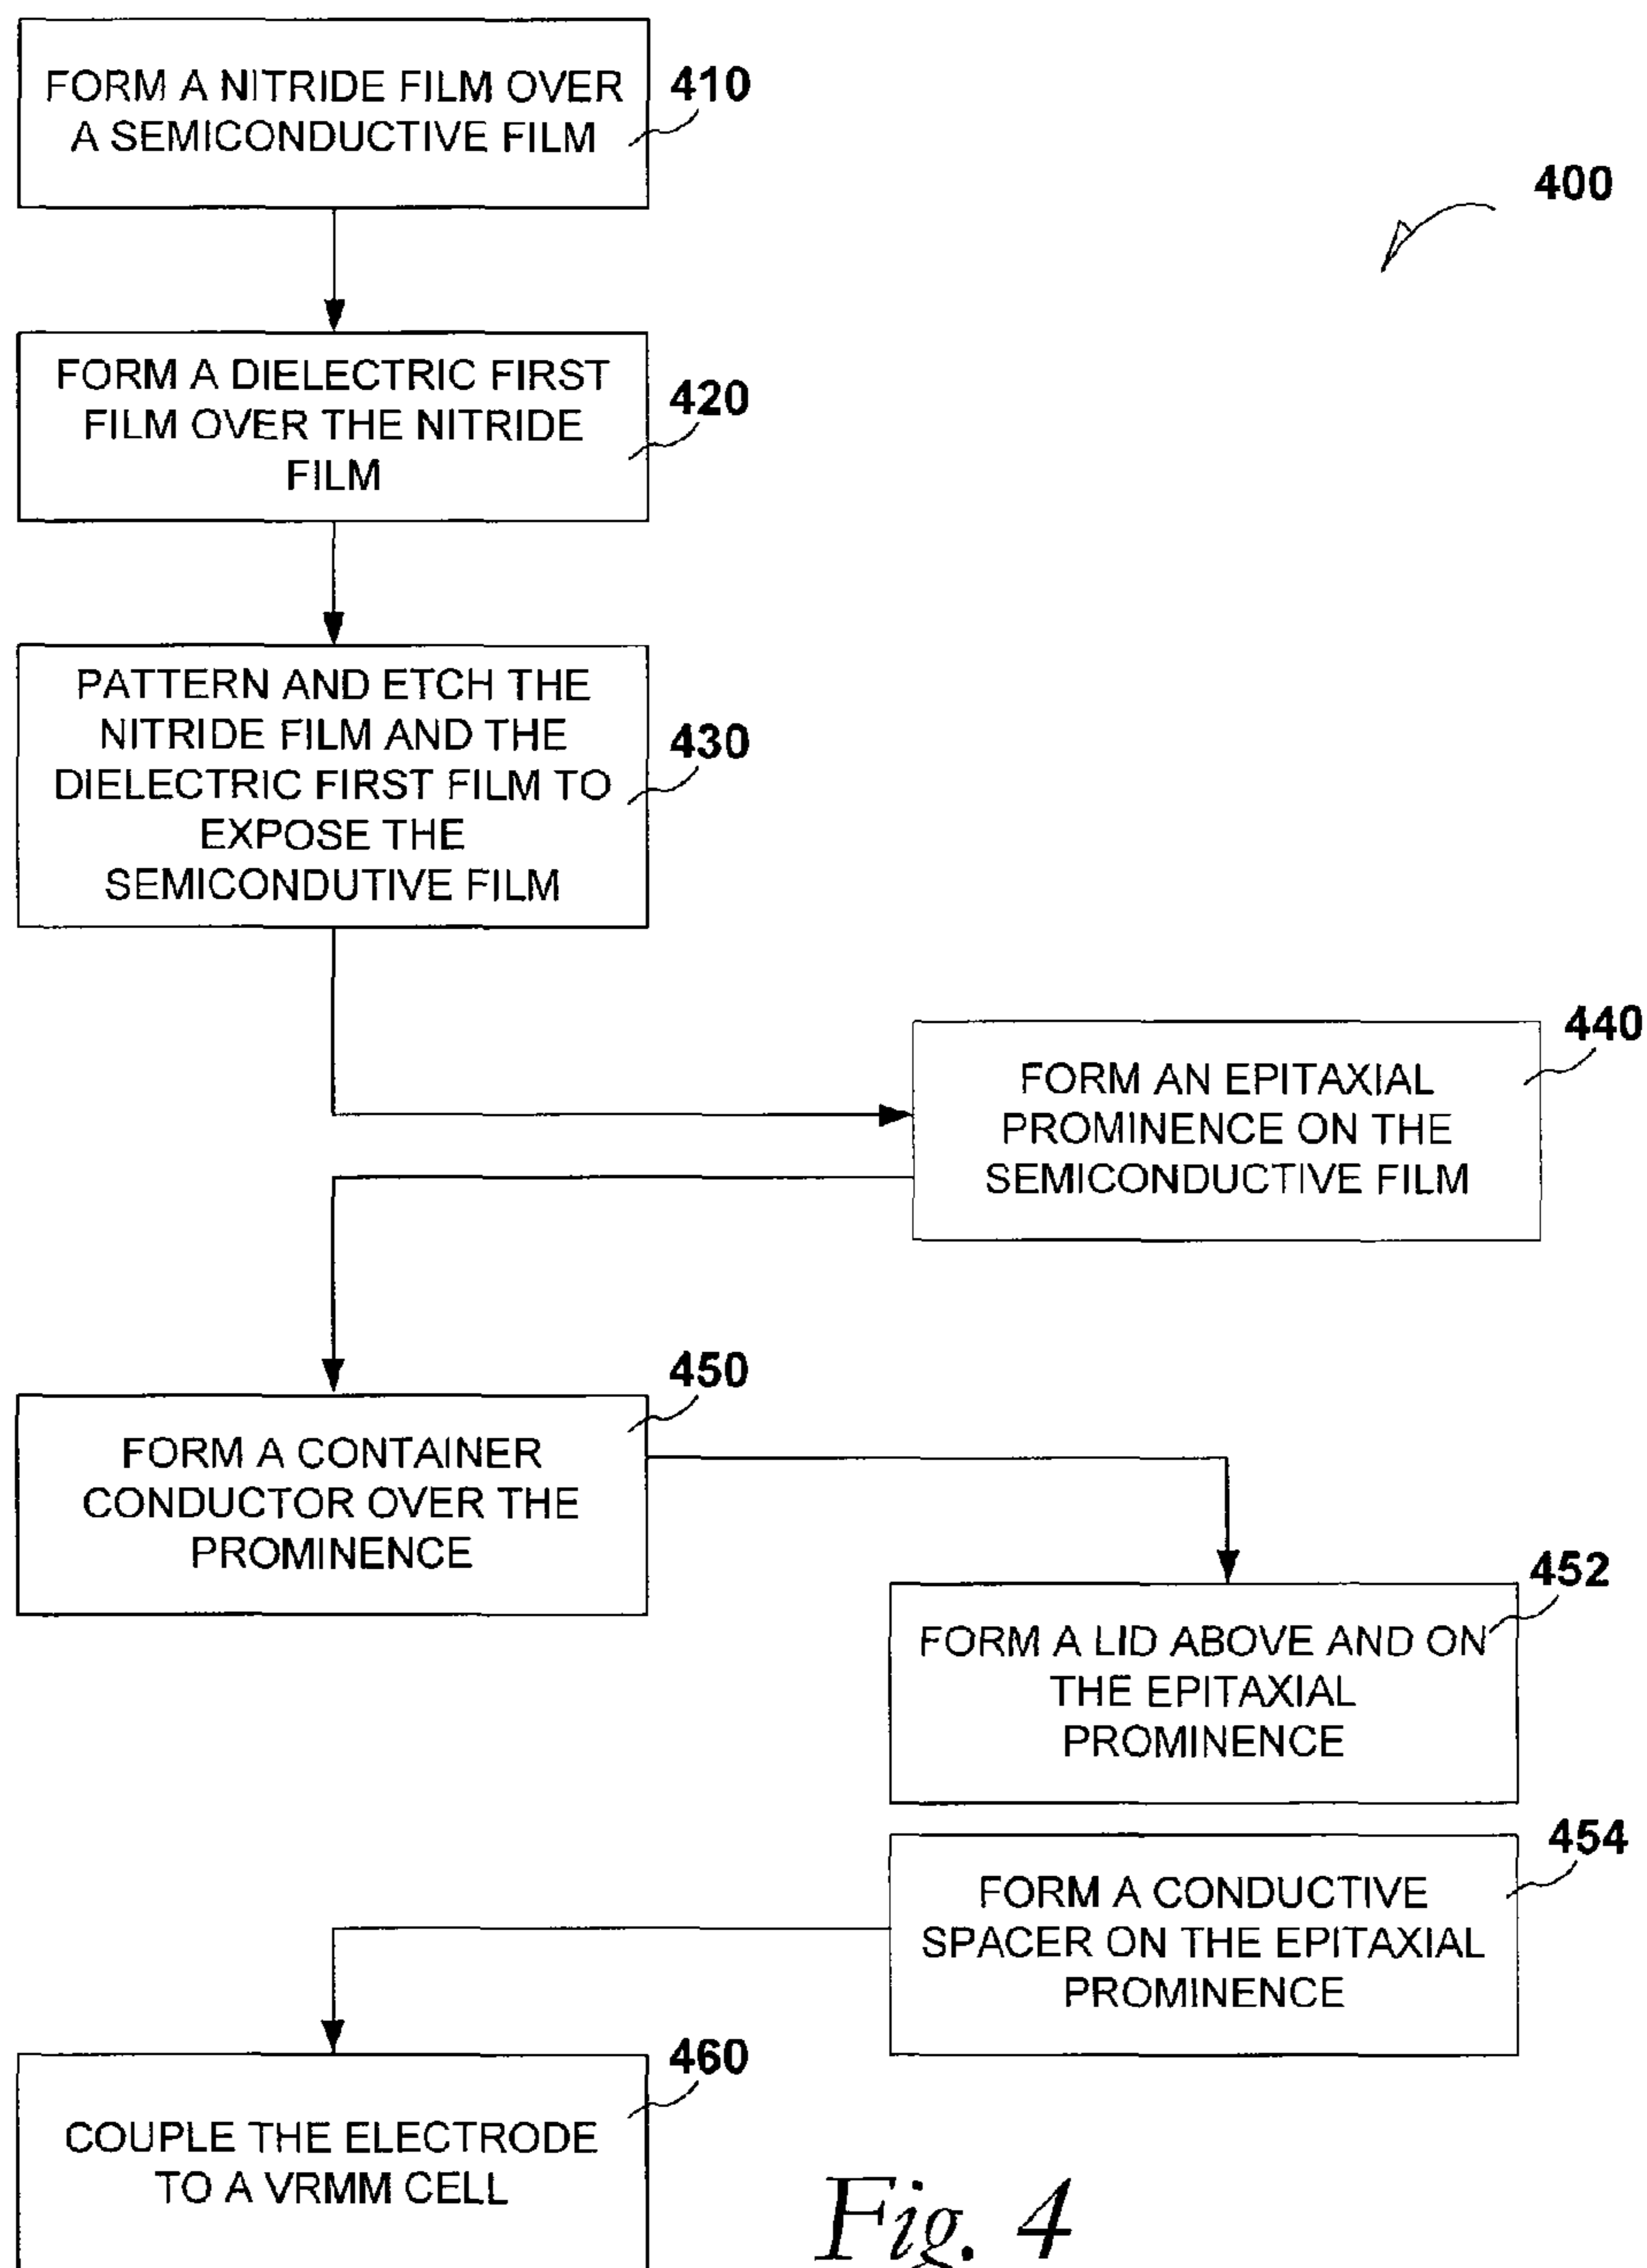 FORM A NITRIDE FILM OVER
A SEMICONDUCTIVE FILM
410
400
FORM A DIELECTRIC FIRST
FILM OVER THE NITRIDE
FILM
420
PATTERN AND ETCH THE
NITRIDE FILM AND THE
DIELECTRIC FIRST FILM TO
EXPOSE THE
SEMICONDUTIVE FILM
430
440
FORM AN EPITAXIAL
PROMINENCE ON THE
SEMICONDUCTIVE FILM
450
FORM A CONTAINER
CONDUCTOR OVER THE
PROMINENCE
452
FORM A LID ABOVE AND ON
THE EPITAXIAL
PROMINENCE
454
FORM A CONDUCTIVE
SPACER ON THE EPITAXIAL
PROMINENCE
460
COUPLE THE ELECTRODE
TO A VRMM CELL
Fig. 4